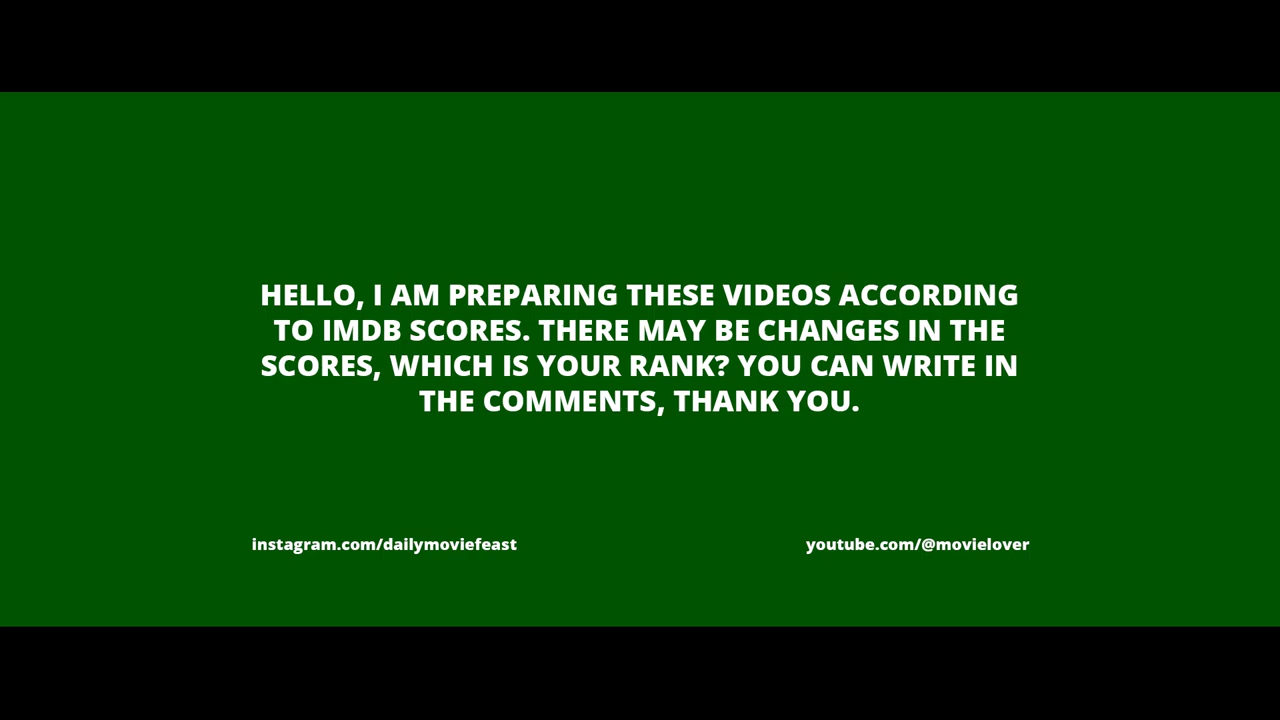 HELLO, I AM PREPARING THESE VIDEOS ACCORDING
TO IMDB SCORES. THERE MAY BE CHANGES IN THE
SCORES, WHICH IS YOUR RANK? YOU CAN WRITE IN
THE COMMENTS, THANK YOU.
instagram.com/dailymoviefeast
youtube.com/@movielover